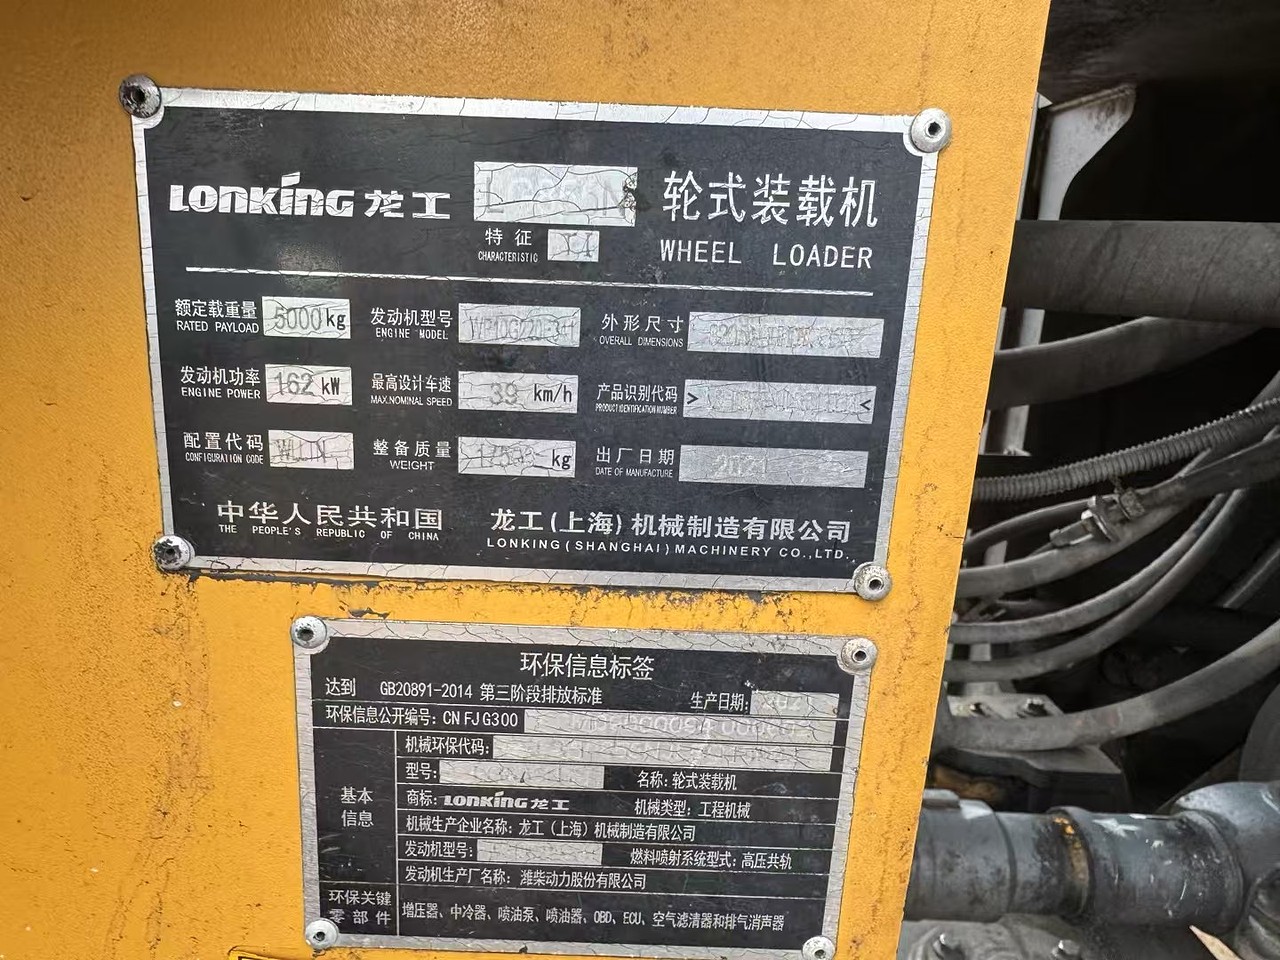 LONKING 龙工
轮式装载机
特征
CHARACTERISTIC
WHEEL LOADER
额定载重量 5000 kg 发动机型号 外形尺寸
RATED PAYLOAD ENGINE MODEL OVERALL DIMENSIONS
发动机功率 162 kW 最高设计车速 39 km/h 产品识别代码 > <
ENGINE POWER MAX.NOMINAL SPEED PRODUCT IDENTIFICATION NUMBER
配置代码 整备质量 kg 出厂日期 2021
CONFIGURATION CODE WEIGHT DATE OF MANUFACTURE
中华人民共和国 龙工(上海)机械制造有限公司
THE PEOPLE'S REPUBLIC OF CHINA LONKING(SHANGHAI)MACHINERY CO.,LTD.
环保信息标签
达到 GB20891-2014 第三阶段排放标准 生产日期:
环保信息公开编号: CN FJ G300
机械环保代码:
型号: 名称: 轮式装载机
基本信息
商标: LONKING 龙工 机械类型: 工程机械
机械生产企业名称: 龙工(上海)机械制造有限公司
发动机型号: 燃料喷射系统型式: 高压共轨
发动机生产厂名称: 潍柴动力股份有限公司
环保关键零部件 增压器、中冷器、喷油泵、喷油器、OBD、ECU、空气滤清器和排气消声器